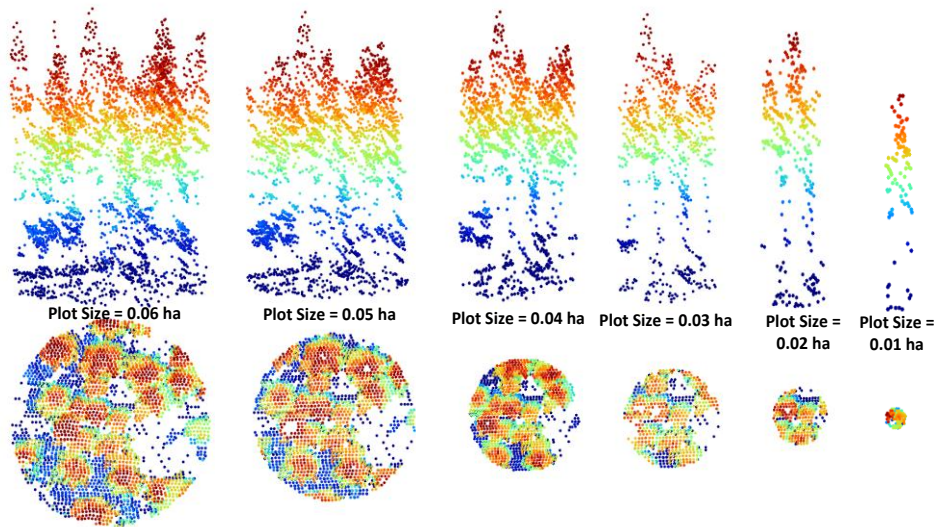 Plot Size = 0.06 ha
Plot Size = 0.05 ha
Plot Size = 0.04 ha
Plot Size = 0.03 ha
Plot Size =
0.02 ha
Plot Size =
0.01 ha